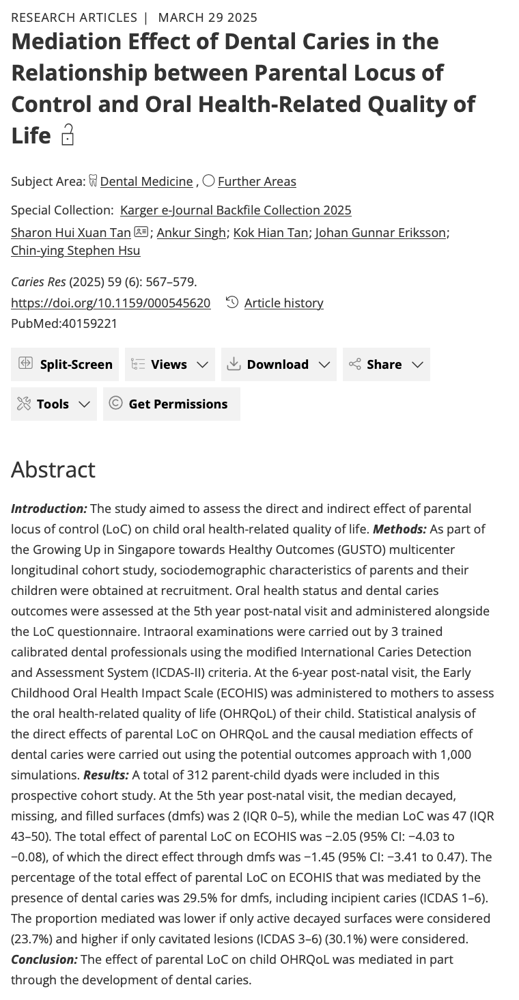 RESEARCH ARTICLES | MARCH 29 2025
Mediation Effect of Dental Caries in the
Relationship between Parental Locus of
Control and Oral Health-Related Quality of
Life
Subject Area: Dental Medicine , Further Areas
Special Collection: Karger e-Journal Backfile Collection 2025
Sharon Hui Xuan Tan ; Ankur Singh; Kok Hian Tan; Johan Gunnar Eriksson;
Chin-ying Stephen Hsu
Caries Res (2025) 59 (6): 567–579.
https://doi.org/10.1159/000545620 Article history
PubMed:40159221
Split-Screen Views Download Share
Tools Get Permissions
Abstract
Introduction: The study aimed to assess the direct and indirect effect of parental
locus of control (LoC) on child oral health-related quality of life. Methods: As part of
the Growing Up in Singapore towards Healthy Outcomes (GUSTO) multicenter
longitudinal cohort study, sociodemographic characteristics of parents and their
children were obtained at recruitment. Oral health status and dental caries
outcomes were assessed at the 5th year post-natal visit and administered alongside
the LoC questionnaire. Intraoral examinations were carried out by 3 trained
calibrated dental professionals using the modified International Caries Detection
and Assessment System (ICDAS-II) criteria. At the 6-year post-natal visit, the Early
Childhood Oral Health Impact Scale (ECOHIS) was administered to mothers to assess
the oral health-related quality of life (OHRQoL) of their child. Statistical analysis of
the direct effects of parental LoC on OHRQoL and the causal mediation effects of
dental caries were carried out using the potential outcomes approach with 1,000
simulations. Results: A total of 312 parent-child dyads were included in this
prospective cohort study. At the 5th year post-natal visit, the median decayed,
missing, and filled surfaces (dmfs) was 2 (IQR 0–5), while the median LoC was 47 (IQR
43–50). The total effect of parental LoC on ECOHIS was −2.05 (95% CI: −4.03 to
−0.08), of which the direct effect through dmfs was −1.45 (95% CI: −3.41 to 0.47). The
percentage of the total effect of parental LoC on ECOHIS that was mediated by the
presence of dental caries was 29.5% for dmfs, including incipient caries (ICDAS 1–6).
The proportion mediated was lower if only active decayed surfaces were considered
(23.7%) and higher if only cavitated lesions (ICDAS 3–6) (30.1%) were considered.
Conclusion: The effect of parental LoC on child OHRQoL was mediated in part
through the development of dental caries.